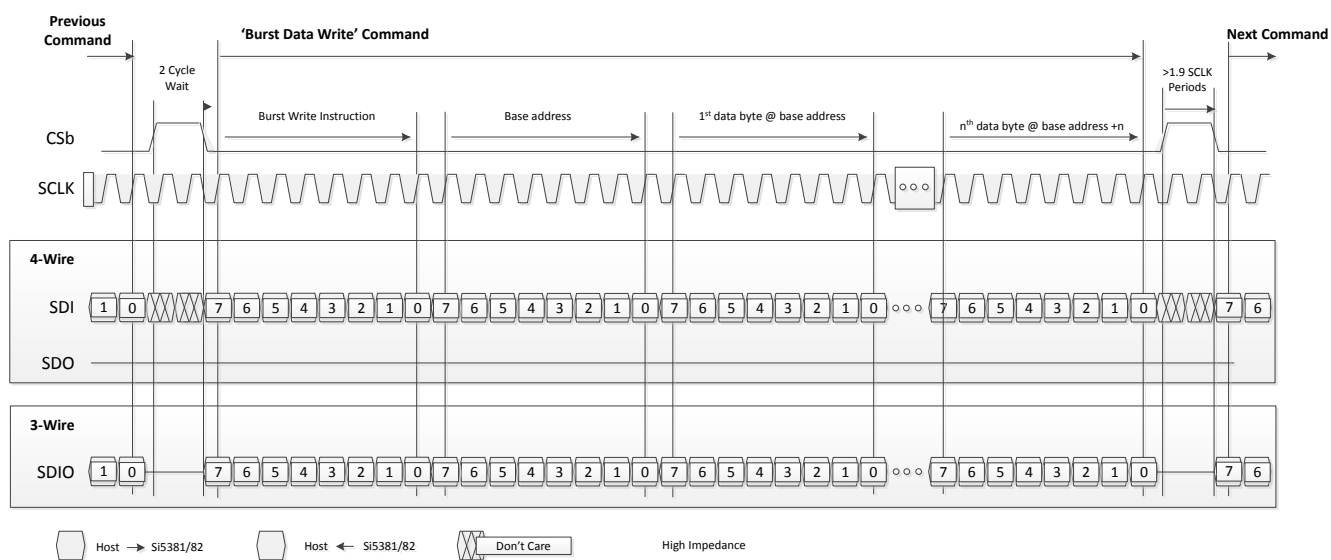 Previous
Command
‘Burst Data Write’ Command
Next Command
2 Cycle
Wait
>1.9 SCLK
Periods
Burst Write Instruction
Base address
1st data byte @ base address
nth data byte @ base address +n
CSb
SCLK
4-Wire
SDI 1 0 7 6 5 4 3 2 1 0 7 6 5 4 3 2 1 0 7 6 5 4 3 2 1 0 7 6 5 4 3 2 1 0 7 6
SDO
3-Wire
SDIO 1 0 7 6 5 4 3 2 1 0 7 6 5 4 3 2 1 0 7 6 5 4 3 2 1 0 7 6 5 4 3 2 1 0 7 6
Host Si5381/82 Host Si5381/82 Don’t Care High Impedance